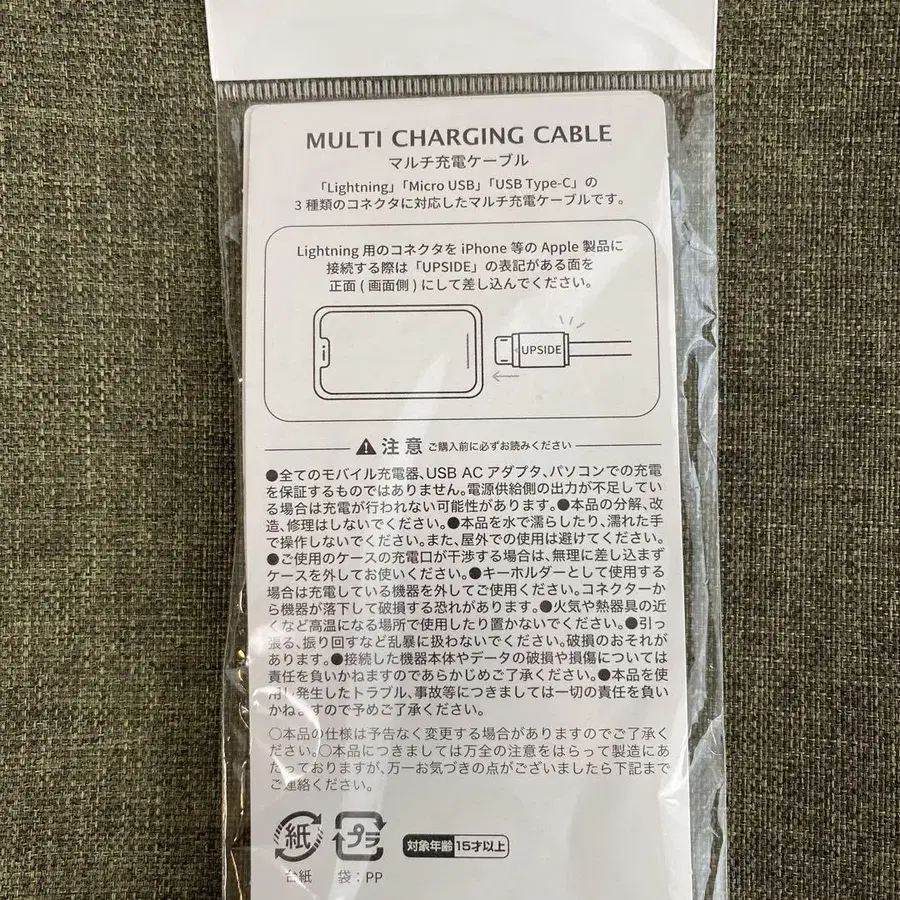 MULTI CHARGING CABLE
マルチ充電ケーブル
「Lightning」「Micro USB」「USB Type-C」の
3種類のコネクタに対応したマルチ充電ケーブルです。
Lightning 用のコネクタを iPhone 等の Apple 製品に
接続する際は「UPSIDE」の表記がある面を
正面(画面側)にして差し込んでください。
UPSIDE
注意 ご購入前に必ずお読みください
●全てのモバイル充電器、USB AC アダプタ、パソコンでの充電
を保証するものではありません。電源供給側の出力が不足してい
る場合は充電が行われない可能性があります。●本品の分解、改
造、修理はしないでください。●本品を水で濡らしたり、濡れた手
で操作しないでください。また、屋外での使用は避けてください。
●ご使用のケースの充電口が干渉する場合は、無理に差し込まず
ケースを外してお使いください。●キーホルダーとして使用する
場合は充電している機器を外してご使用ください。コネクターか
ら機器が落下して破損する恐れがあります。●火気や熱器具の近
くなど高温になる場所で使用したり置かないでください。●引っ
張る、振り回すなど乱暴に扱わないでください。破損のおそれが
あります。●接続した機器本体やデータの破損や損傷については
責任を負いかねますのであらかじめご了承ください。●本品を使
用し発生したトラブル、事故等につきましては一切の責任を負い
かねますので予めご了承ください。
〇本品の仕様は予告なく変更する場合がありますのでご了承く
ださい。〇本品につきましては万全の注意をはらって製造にあ
たっておりますが、万一お気づきの点がございましたら下記まで
ご連絡ください。
紙 プラ 対象年齢 15才以上
台紙 袋:PP